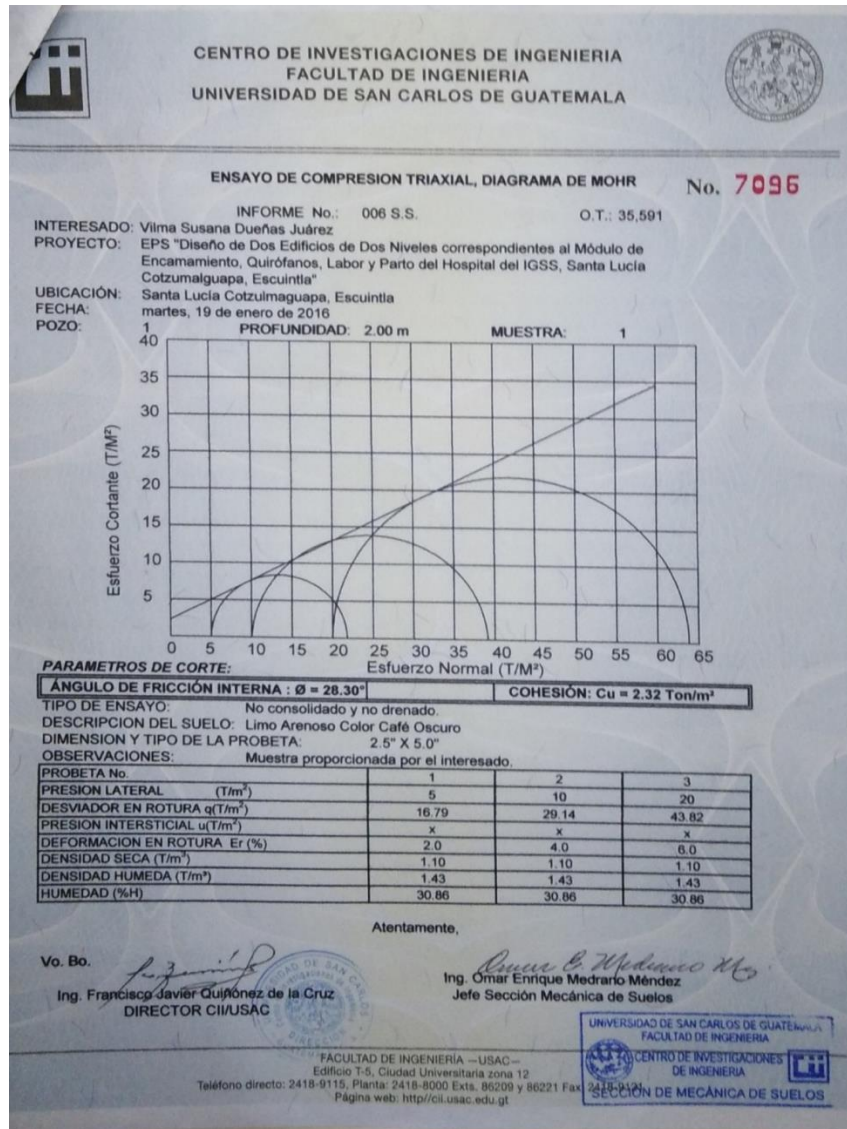 CENTRO DE INVESTIGACIONES DE INGENIERIA
FACULTAD DE INGENIERIA
UNIVERSIDAD DE SAN CARLOS DE GUATEMALA
ENSAYO DE COMPRESION TRIAXIAL, DIAGRAMA DE MOHR
No. 7096
INFORME No.: 006 S.S. O.T.: 35,591
INTERESADO: Vilma Susana Dueñas Juárez
PROYECTO: EPS "Diseño de Dos Edificios de Dos Niveles correspondientes al Módulo de
Encamamiento, Quirófanos, Labor y Parto del Hospital del IGSS, Santa Lucía
Cotzumalguapa, Escuintla"
UBICACIÓN: Santa Lucía Cotzulmaguapa, Escuintla
FECHA: martes, 19 de enero de 2016
POZO: 1 PROFUNDIDAD: 2.00 m MUESTRA: 1
40
35
30
25
20
15
10
5
Esfuerzo Cortante (T/M²)
0 5 10 15 20 25 30 35 40 45 50 55 60 65
Esfuerzo Normal (T/M²)
PARAMETROS DE CORTE:
ÁNGULO DE FRICCIÓN INTERNA : Ø = 28.30° COHESIÓN: Cu = 2.32 Ton/m²
TIPO DE ENSAYO: No consolidado y no drenado.
DESCRIPCION DEL SUELO: Limo Arenoso Color Café Oscuro
DIMENSION Y TIPO DE LA PROBETA: 2.5" X 5.0"
OBSERVACIONES: Muestra proporcionada por el interesado.
PROBETA No. 1 2 3
PRESION LATERAL (T/m²) 5 10 20
DESVIADOR EN ROTURA q(T/m²) 16.79 29.14 43.82
PRESION INTERSTICIAL u(T/m²) x x x
DEFORMACION EN ROTURA Er (%) 2.0 4.0 6.0
DENSIDAD SECA (T/m³) 1.10 1.10 1.10
DENSIDAD HUMEDA (T/m³) 1.43 1.43 1.43
HUMEDAD (%H) 30.86 30.86 30.86
Atentamente,
Vo. Bo.
Ing. Francisco Javier Quiñónez de la Cruz
DIRECTOR CII/USAC
Ing. Omar Enrique Medrano Méndez
Jefe Sección Mecánica de Suelos
UNIVERSIDAD DE SAN CARLOS DE GUATEMALA
FACULTAD DE INGENIERIA
CENTRO DE INVESTIGACIONES
DE INGENIERIA
SECCIÓN DE MECÁNICA DE SUELOS
FACULTAD DE INGENIERÍA —USAC—
Edificio T-5, Ciudad Universitaria zona 12
Teléfono directo: 2418-9115, Planta: 2418-8000 Exts. 86209 y 86221 Fax: 2418-9121
Página web: http//cii.usac.edu.gt